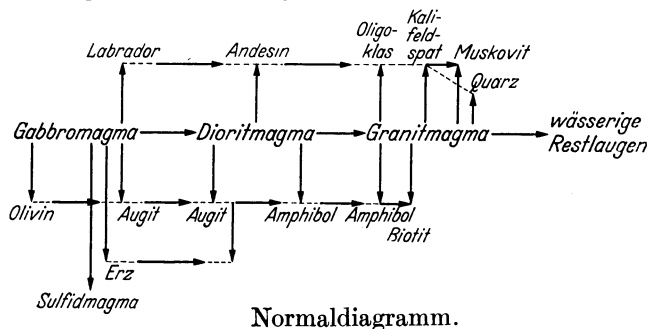 Labrador
Andesin
Oligo-
klas
Kali-
feld-
spat
Muskovit
Quarz
Gabbromagma
Dioritmagma
Granitmagma
wässerige
Restlaugen
Olivin
Augit
Augit
Amphibol
Amphibol
Biotit
Erz
Sulfidmagma
Normaldiagramm.